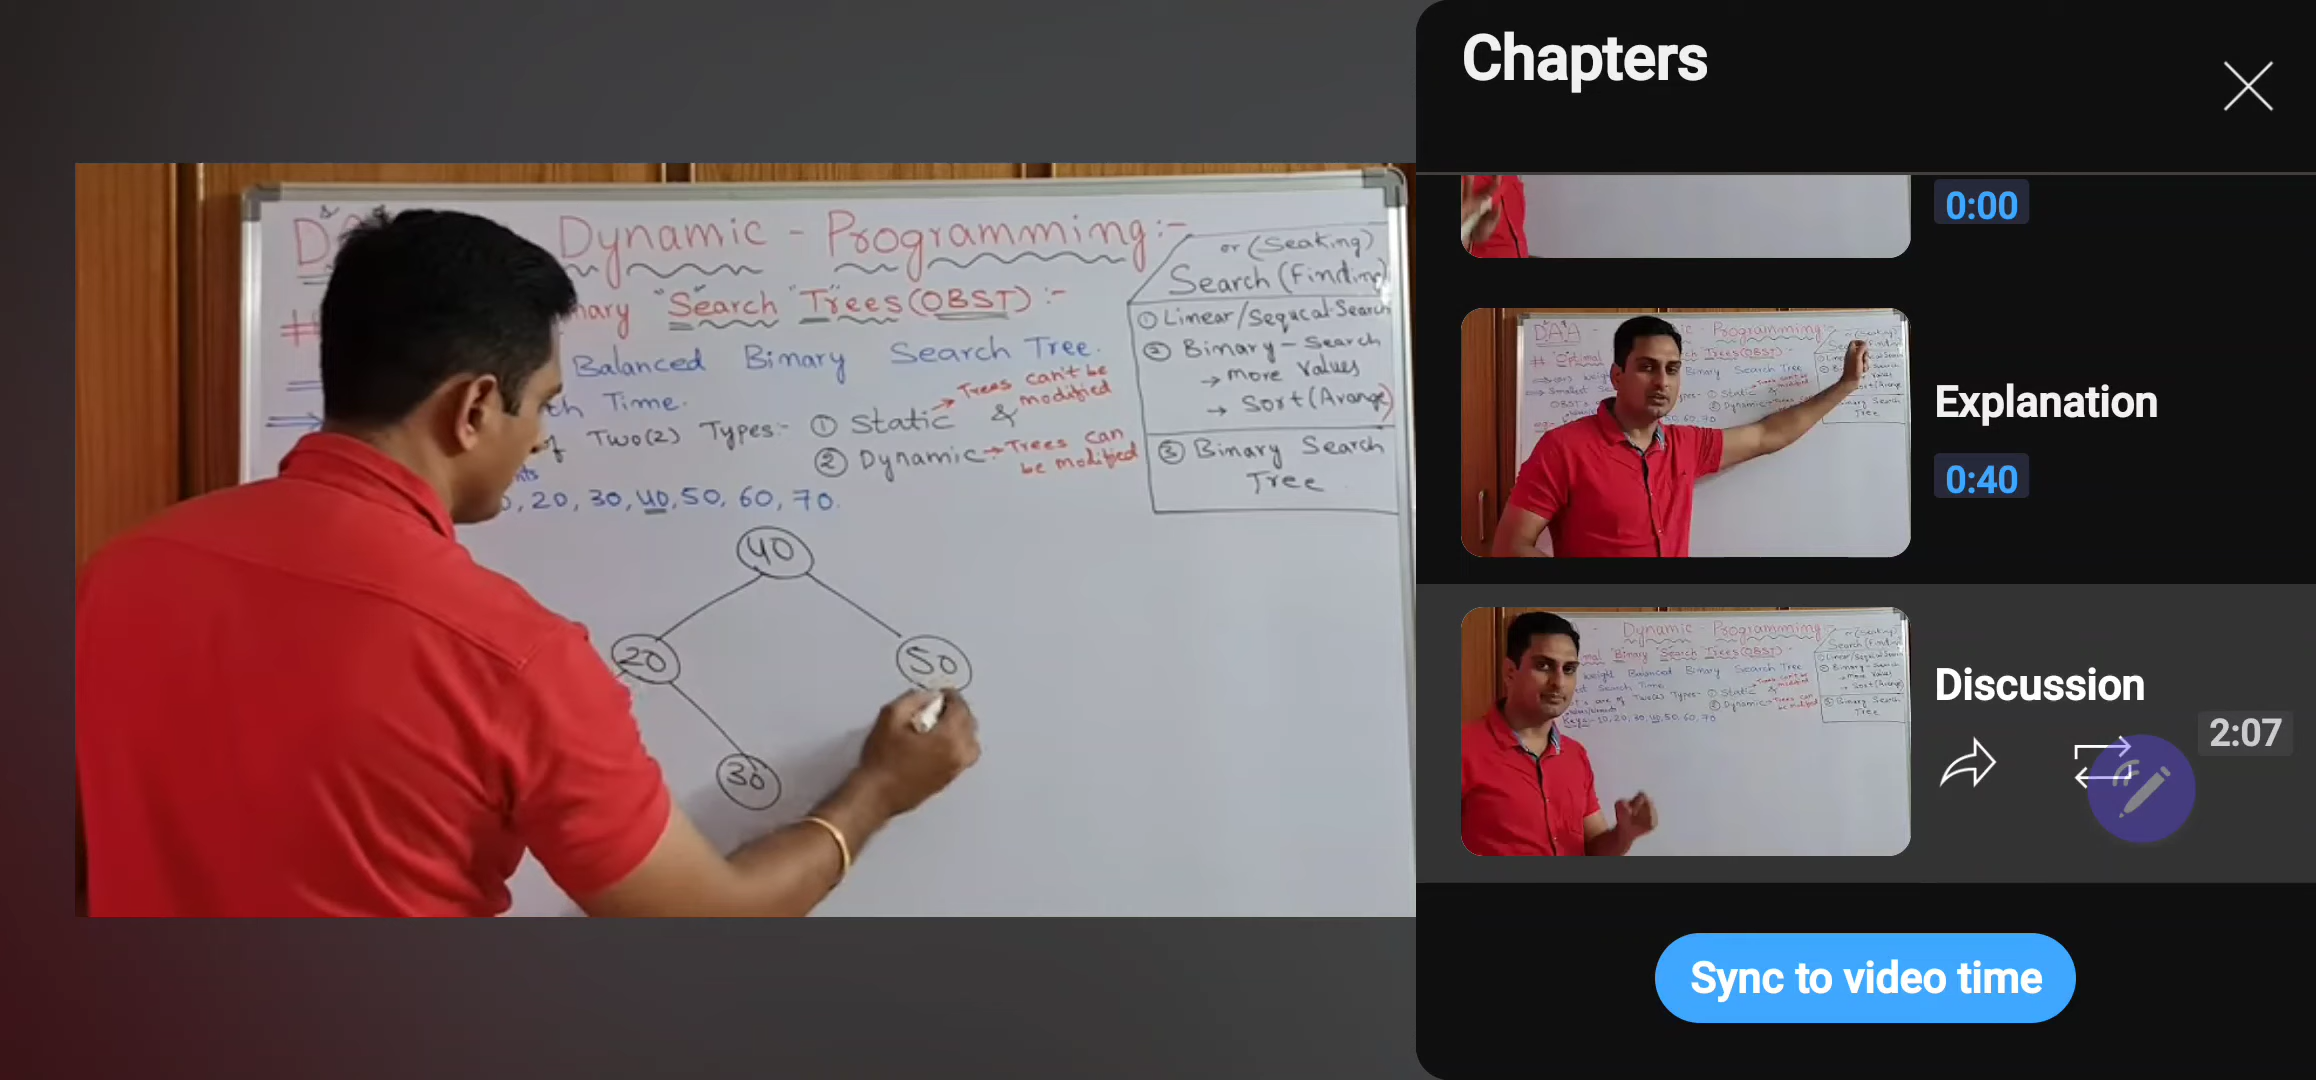 Dynamic - Programming:-
"Search Trees (OBST) :-
Balanced Binary Search Tree.
Time.
of Two(2) Types:- ① Static → Trees can't be modified &
② Dynamic → Trees can be modified
20, 30, 40, 50, 60, 70.
or (Seaking)
Search (Finding)
① Linear/Sequcal-Search
② Binary-Search
→ More Values
→ Sort (Arange)
③ Binary Search
Tree
40
20
50
30
Chapters
0:00
Explanation
0:40
Discussion
2:07
Sync to video time